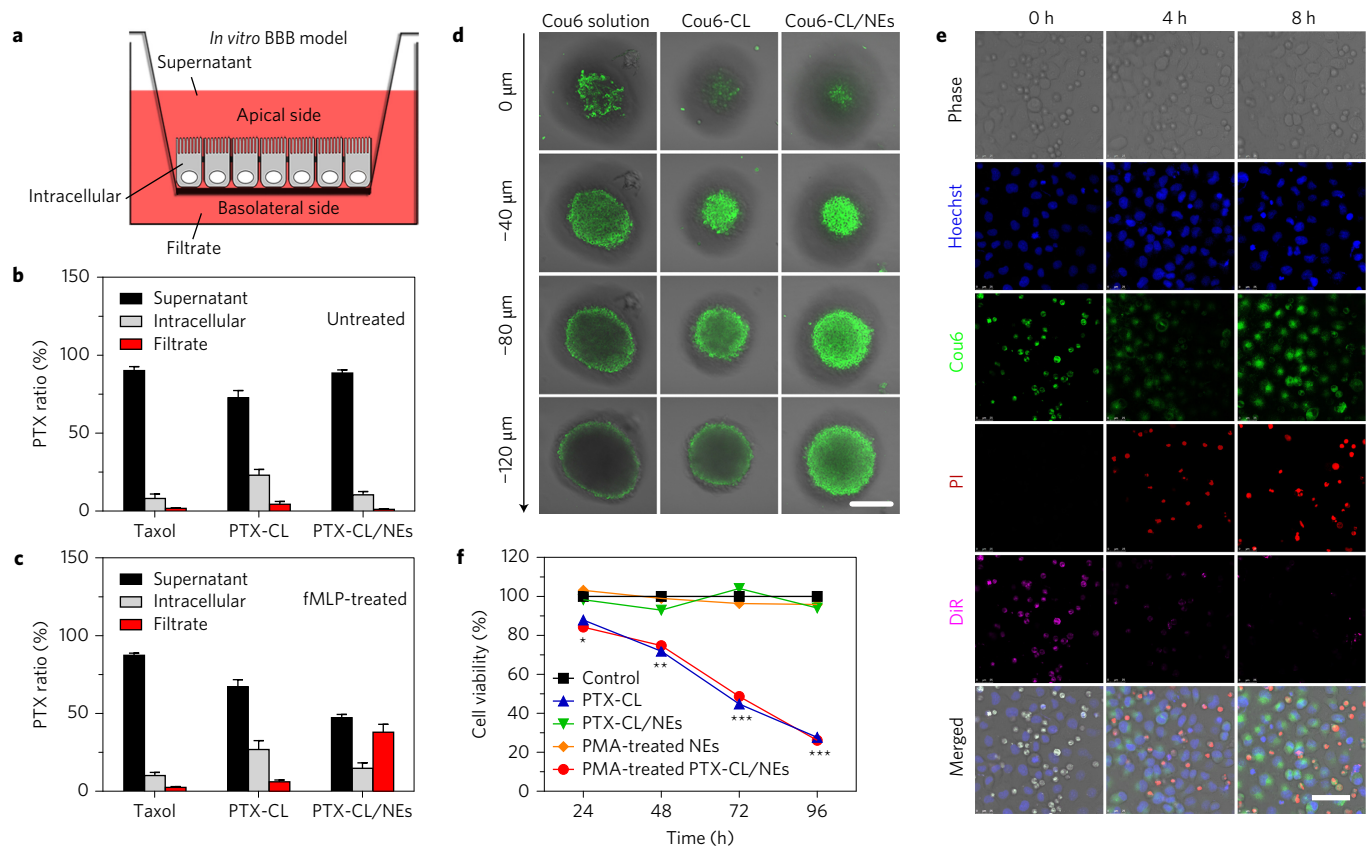 a
In vitro BBB model
Supernatant
Apical side
Intracellular
Basolateral side
Filtrate
b
150
100
50
0
PTX ratio (%)
Supernatant
Intracellular
Filtrate
Untreated
Taxol
PTX-CL
PTX-CL/NEs
c
150
100
50
0
PTX ratio (%)
Supernatant
Intracellular
Filtrate
fMLP-treated
Taxol
PTX-CL
PTX-CL/NEs
d
Cou6 solution
Cou6-CL
Cou6-CL/NEs
0 µm
−40 µm
−80 µm
−120 µm
e
0 h
4 h
8 h
Phase
Hoechst
Cou6
PI
DiR
Merged
f
120
100
80
60
40
20
0
Cell viability (%)
*
**
***
***
Control
PTX-CL
PTX-CL/NEs
PMA-treated NEs
PMA-treated PTX-CL/NEs
24
48
72
96
Time (h)